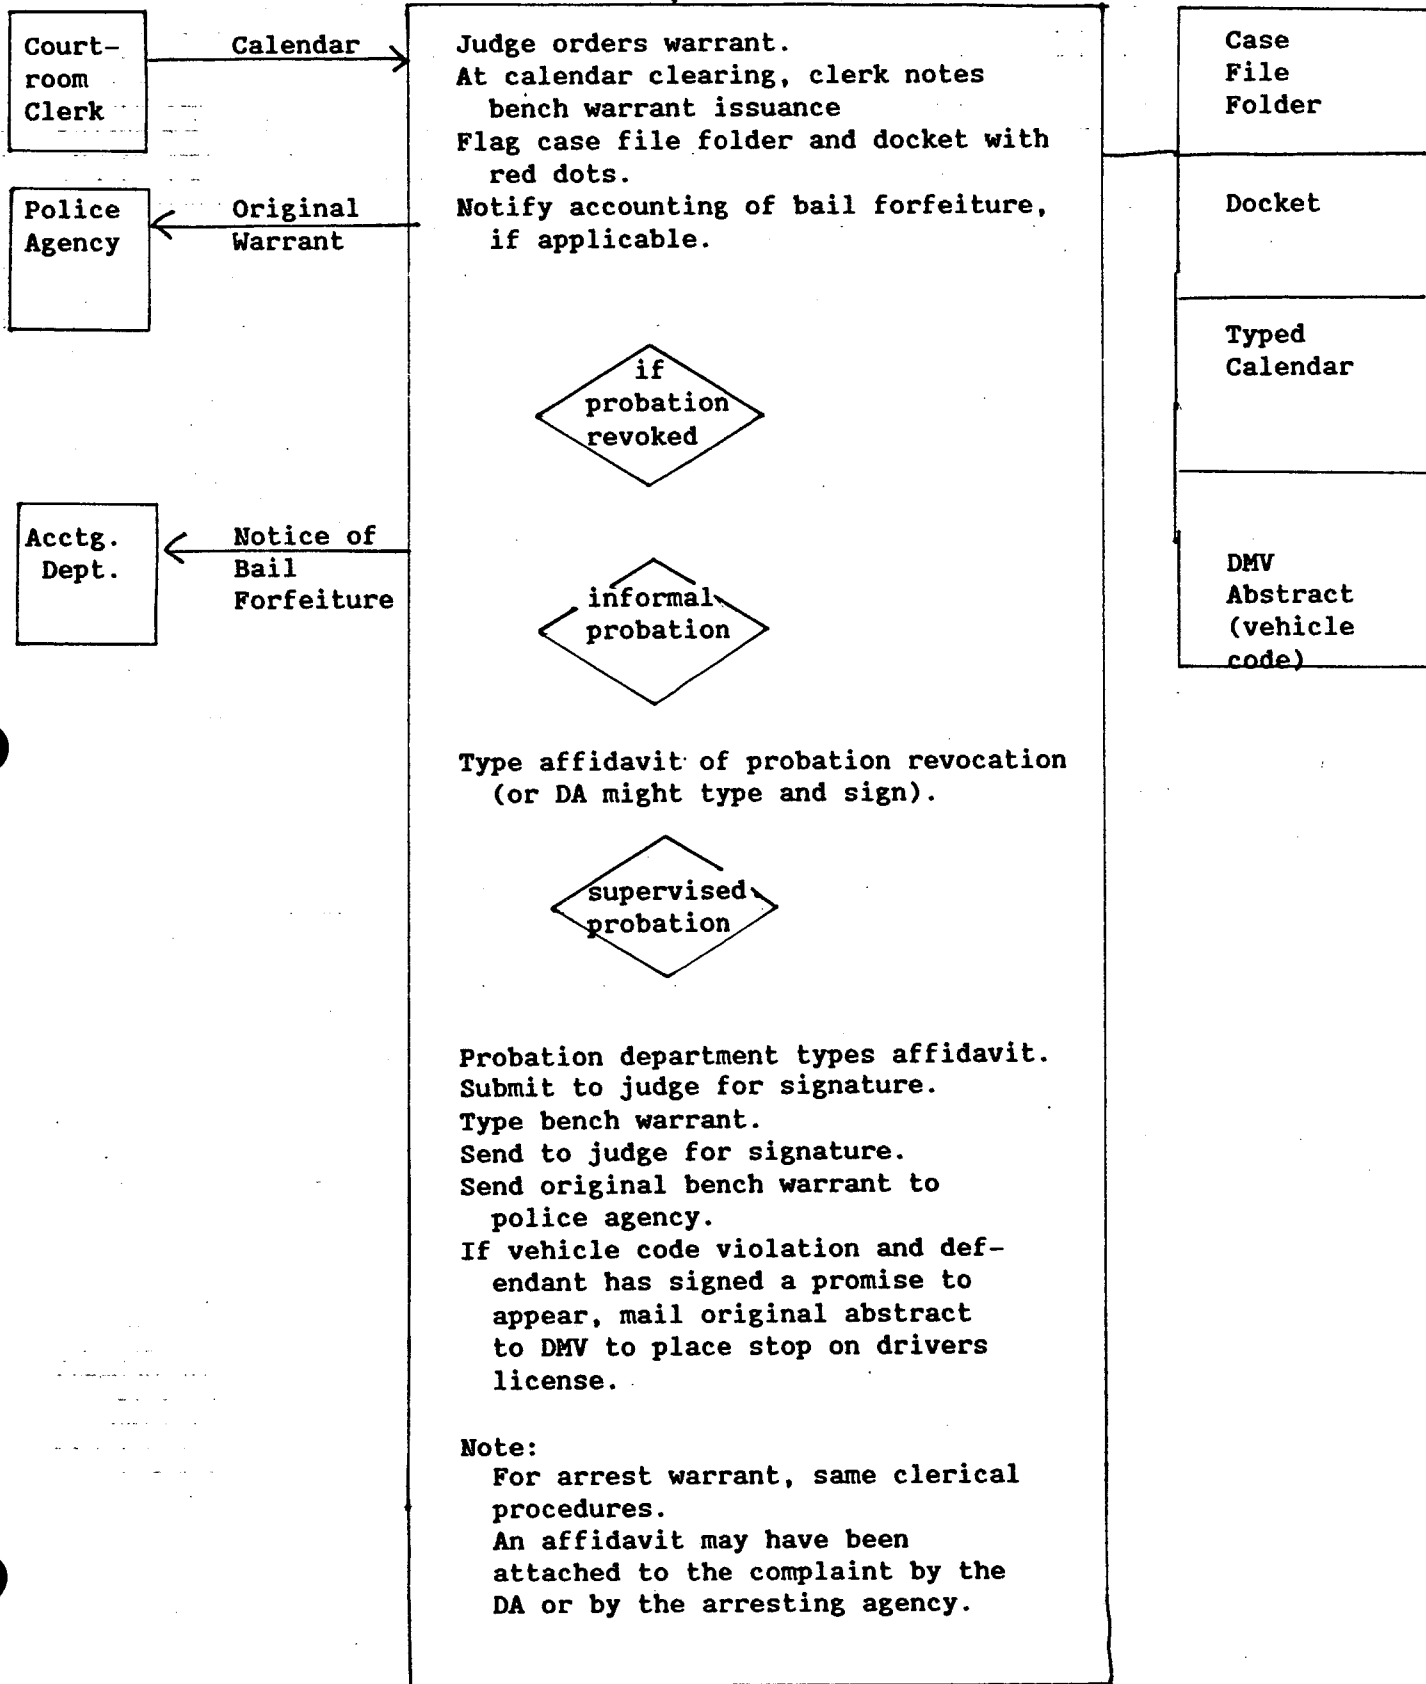 Court-
room
Clerk
Calendar
Police
Agency
Original
Warrant
Acctg.
Dept.
Notice of
Bail
Forfeiture
Judge orders warrant.
At calendar clearing, clerk notes
bench warrant issuance
Flag case file folder and docket with
red dots.
Notify accounting of bail forfeiture,
if applicable.
if
probation
revoked
informal
probation
Type affidavit of probation revocation
(or DA might type and sign).
supervised
probation
Probation department types affidavit.
Submit to judge for signature.
Type bench warrant.
Send to judge for signature.
Send original bench warrant to
police agency.
If vehicle code violation and def-
endant has signed a promise to
appear, mail original abstract
to DMV to place stop on drivers
license.
Note:
For arrest warrant, same clerical
procedures.
An affidavit may have been
attached to the complaint by the
DA or by the arresting agency.
Case
File
Folder
Docket
Typed
Calendar
DMV
Abstract
(vehicle
code)